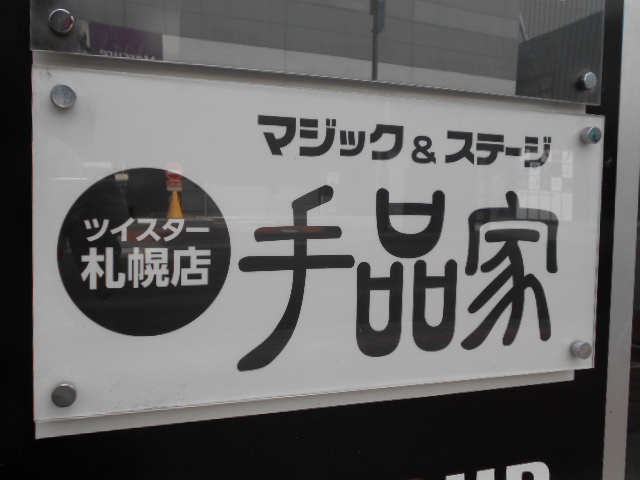 マジック&ステージ
手品家
ツイスター
札幌店